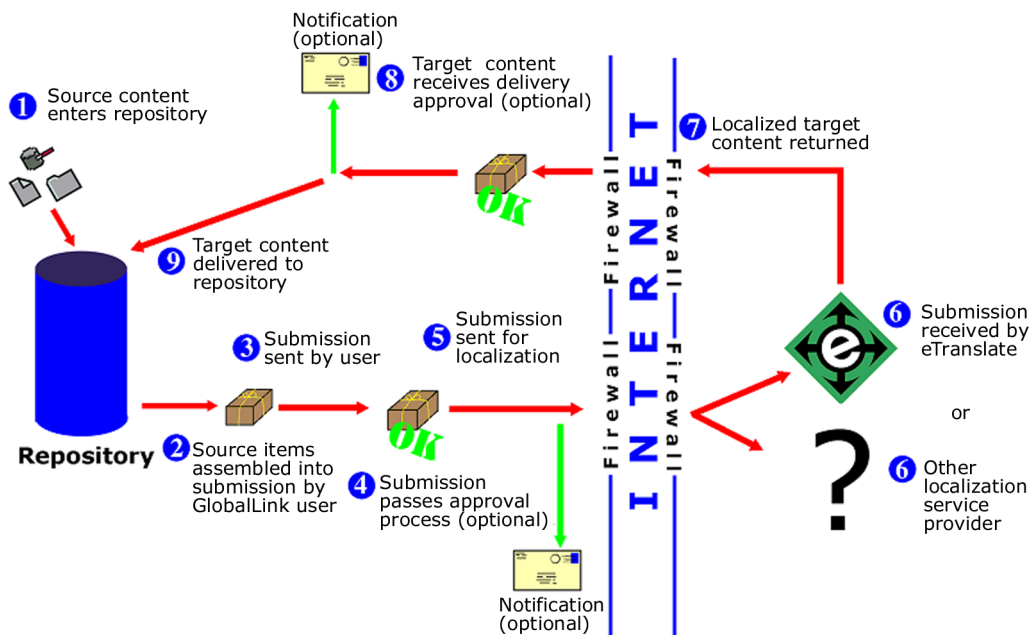 Notification
(optional)
1 Source content
enters repository
8 Target  content
receives delivery
approval (optional)
7 Localized target
content returned
OK
9 Target content
delivered to
repository
Firewall
Firewall
INTERNET
Firewall
Firewall
3 Submission
sent by user
5 Submission
sent for
localization
6 Submission
received by
eTranslate
e
or
OK
Repository
2 Source items
assembled into
submission by
GlobalLink user
4 Submission
passes approval
process (optional)
?
6 Other
localization
service
provider
Notification
(optional)